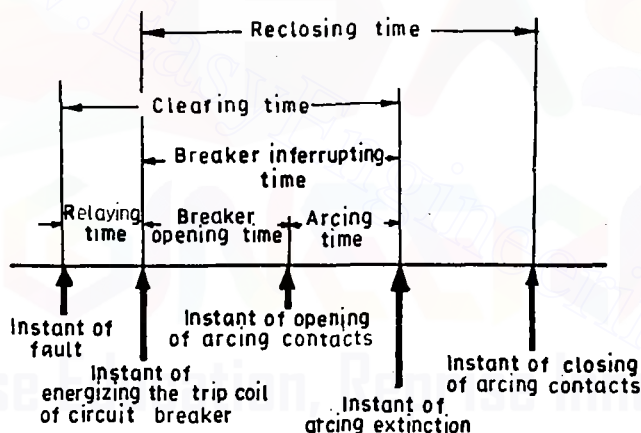 Reclosing time
Clearing time
Breaker inferrupting
time
Relaying
time
Breaker
opening time
Arcing
time
Instant of
fault
Instant of
energizing the trip coil
of circuit breaker
Instant of opening
of arcing contacts
Instant of
arcing extinction
Instant of closing
of arcing contacts